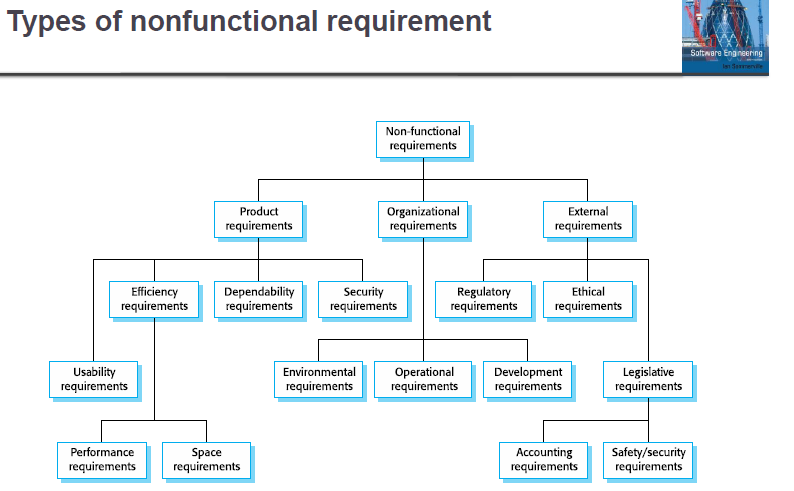 Types of nonfunctional requirement
Software Engineering
Ian Sommerville
Non-functional
requirements
Product
requirements
Organizational
requirements
External
requirements
Efficiency
requirements
Dependability
requirements
Security
requirements
Regulatory
requirements
Ethical
requirements
Usability
requirements
Environmental
requirements
Operational
requirements
Development
requirements
Legislative
requirements
Performance
requirements
Space
requirements
Accounting
requirements
Safety/security
requirements